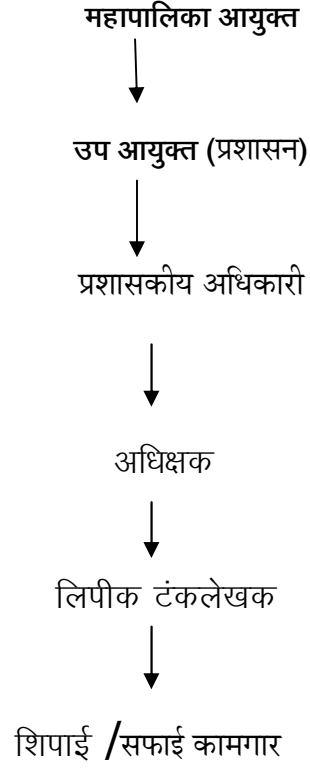 महापालिका आयुक्त
उप आयुक्त (प्रशासन)
प्रशासकीय अधिकारी
अधिक्षक
लिपीक टंकलेखक
शिपाई /सफाई कामगार